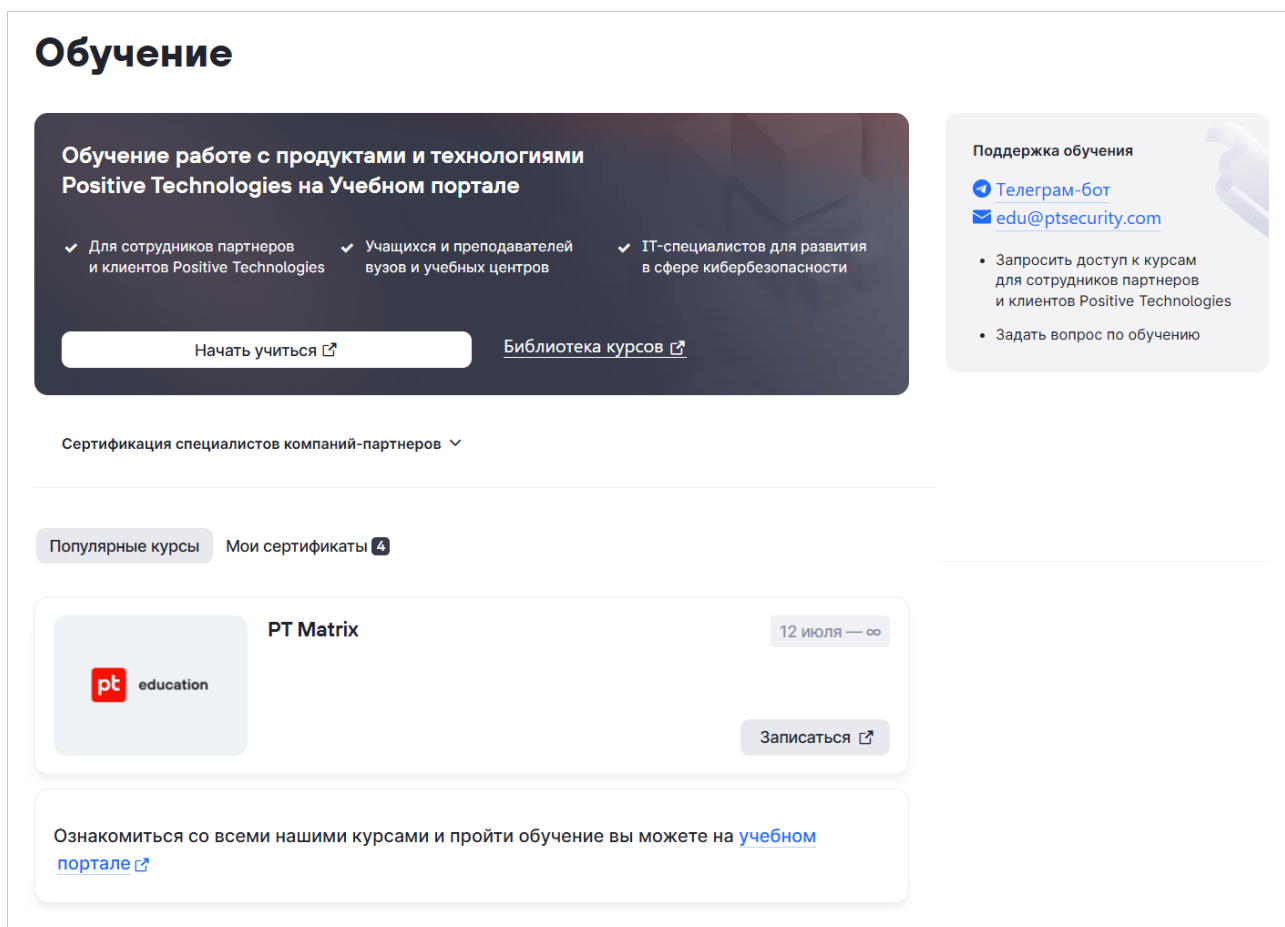 Обучение
Обучение работе с продуктами и технологиями
Positive Technologies на Учебном портале
Для сотрудников партнеров
и клиентов Positive Technologies
Учащихся и преподавателей
вузов и учебных центров
IT-специалистов для развития
в сфере кибербезопасности
Начать учиться
Библиотека курсов
Поддержка обучения
Телеграм-бот
edu@ptsecurity.com
• Запросить доступ к курсам
для сотрудников партнеров
и клиентов Positive Technologies
• Задать вопрос по обучению
Сертификация специалистов компаний-партнеров
Популярные курсы
Мои сертификаты 4
pt education
PT Matrix
12 июля — ∞
Записаться
Ознакомиться со всеми нашими курсами и пройти обучение вы можете на учебном
портале